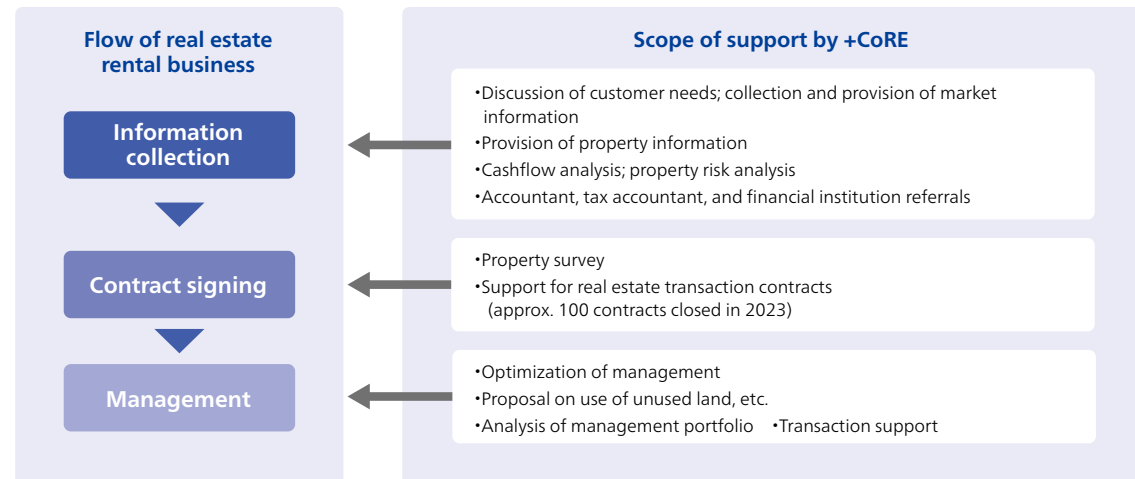 Flow of real estate
rental business
Information
collection
Contract signing
Management
Scope of support by +CoRE
•Discussion of customer needs; collection and provision of market
information
•Provision of property information
•Cashflow analysis; property risk analysis
•Accountant, tax accountant, and financial institution referrals
•Property survey
•Support for real estate transaction contracts
(approx. 100 contracts closed in 2023)
•Optimization of management
•Proposal on use of unused land, etc.
•Analysis of management portfolio •Transaction support